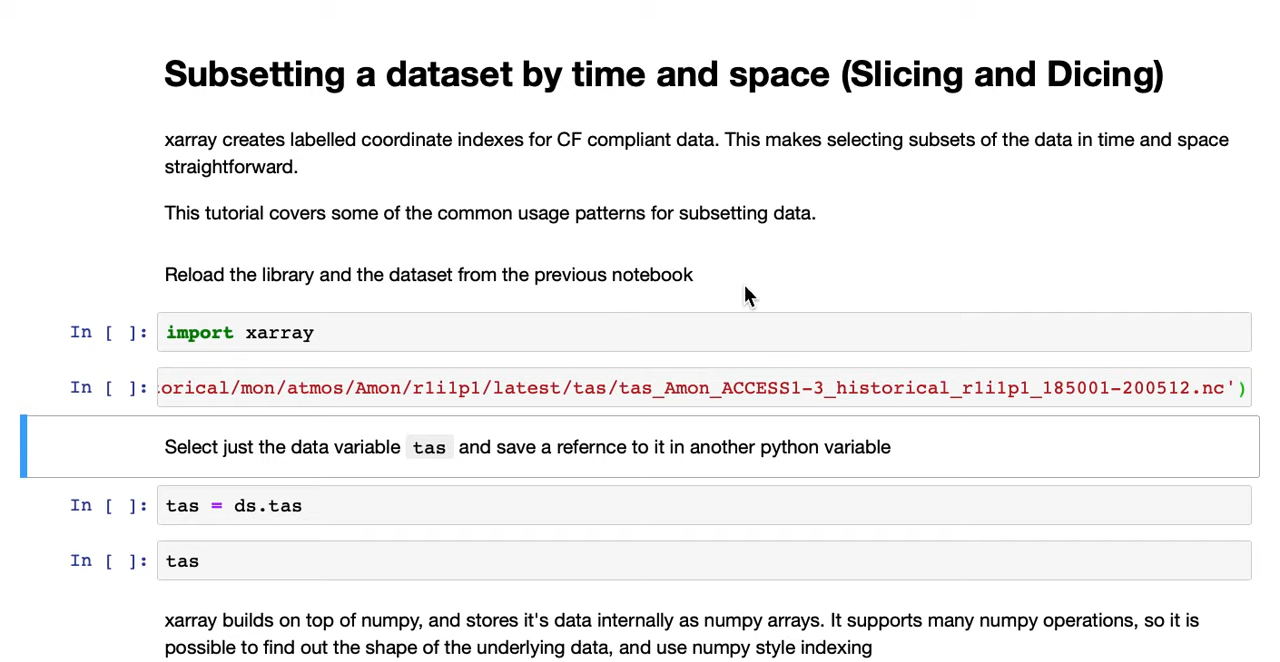 Subsetting a dataset by time and space (Slicing and Dicing)
xarray creates labelled coordinate indexes for CF compliant data. This makes selecting subsets of the data in time and space
straightforward.
This tutorial covers some of the common usage patterns for subsetting data.
Reload the library and the dataset from the previous notebook
In [ ]: import xarray
In [ ]: orical/mon/atmos/Amon/r1i1p1/latest/tas/tas_Amon_ACCESS1-3_historical_r1i1p1_185001-200512.nc')
Select just the data variable tas and save a refernce to it in another python variable
In [ ]: tas = ds.tas
In [ ]: tas
xarray builds on top of numpy, and stores it's data internally as numpy arrays. It supports many numpy operations, so it is
possible to find out the shape of the underlying data, and use numpy style indexing